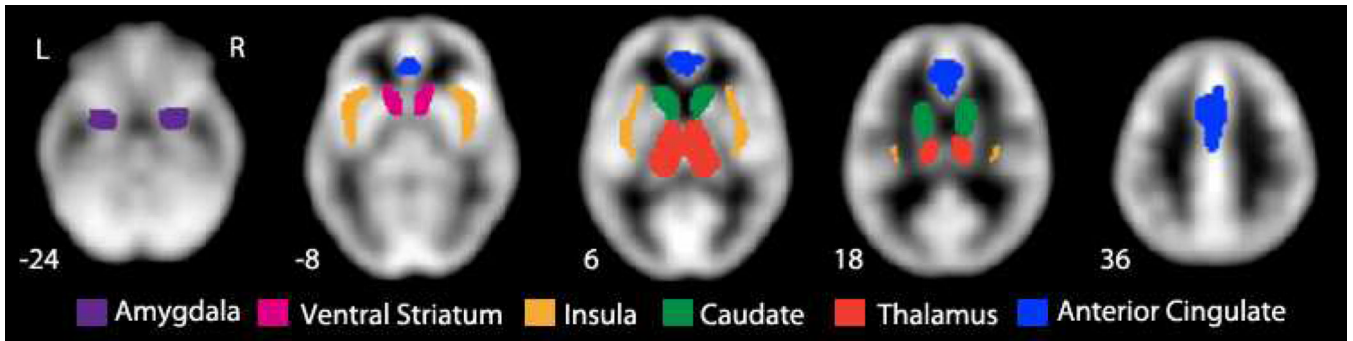 L R
-24 -8 6 18 36
Amygdala Ventral Striatum Insula Caudate Thalamus Anterior Cingulate